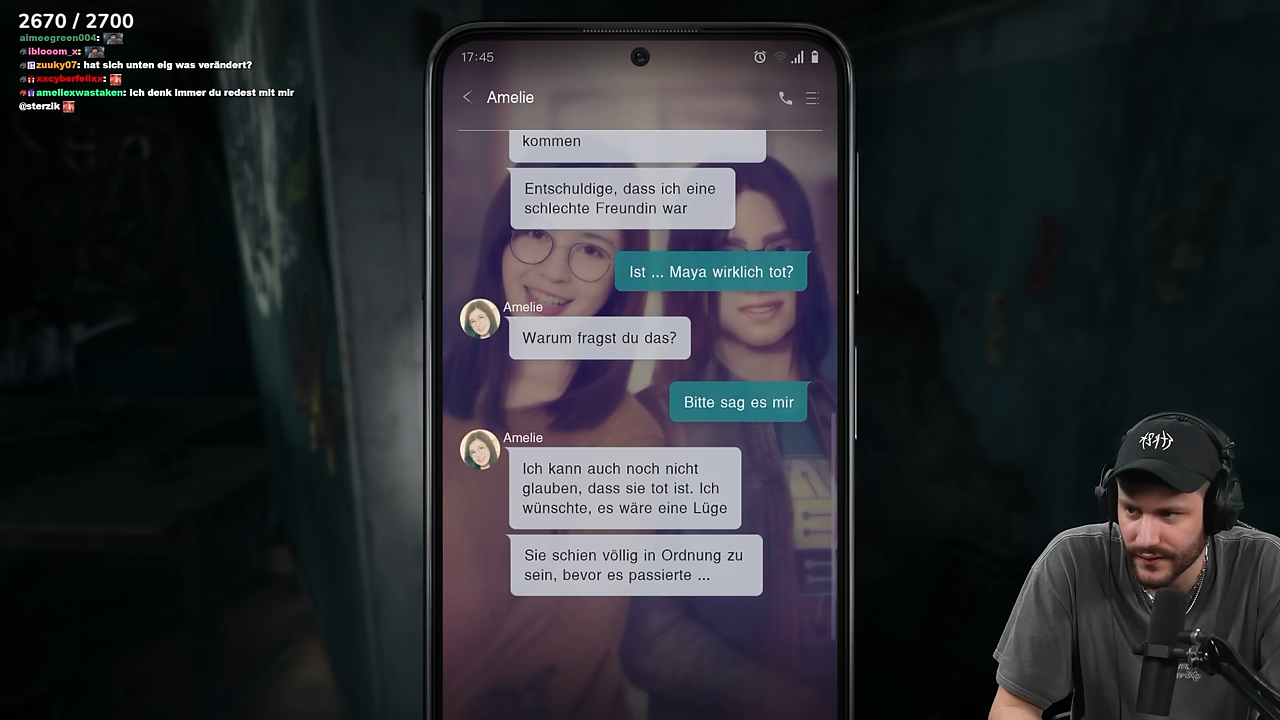 2670 / 2700
aimeegreen004:
iblooom_x:
zuuky07: hat sich unten eig was verändert?
xxcyberfelixx:
ameliexwastaken: ich denk immer du redest mit mir
@sterzik
17:45
Amelie
kommen
Entschuldige, dass ich eine
schlechte Freundin war
Ist ... Maya wirklich tot?
Amelie
Warum fragst du das?
Bitte sag es mir
Amelie
Ich kann auch noch nicht
glauben, dass sie tot ist. Ich
wünschte, es wäre eine Lüge
Sie schien völlig in Ordnung zu
sein, bevor es passierte ...